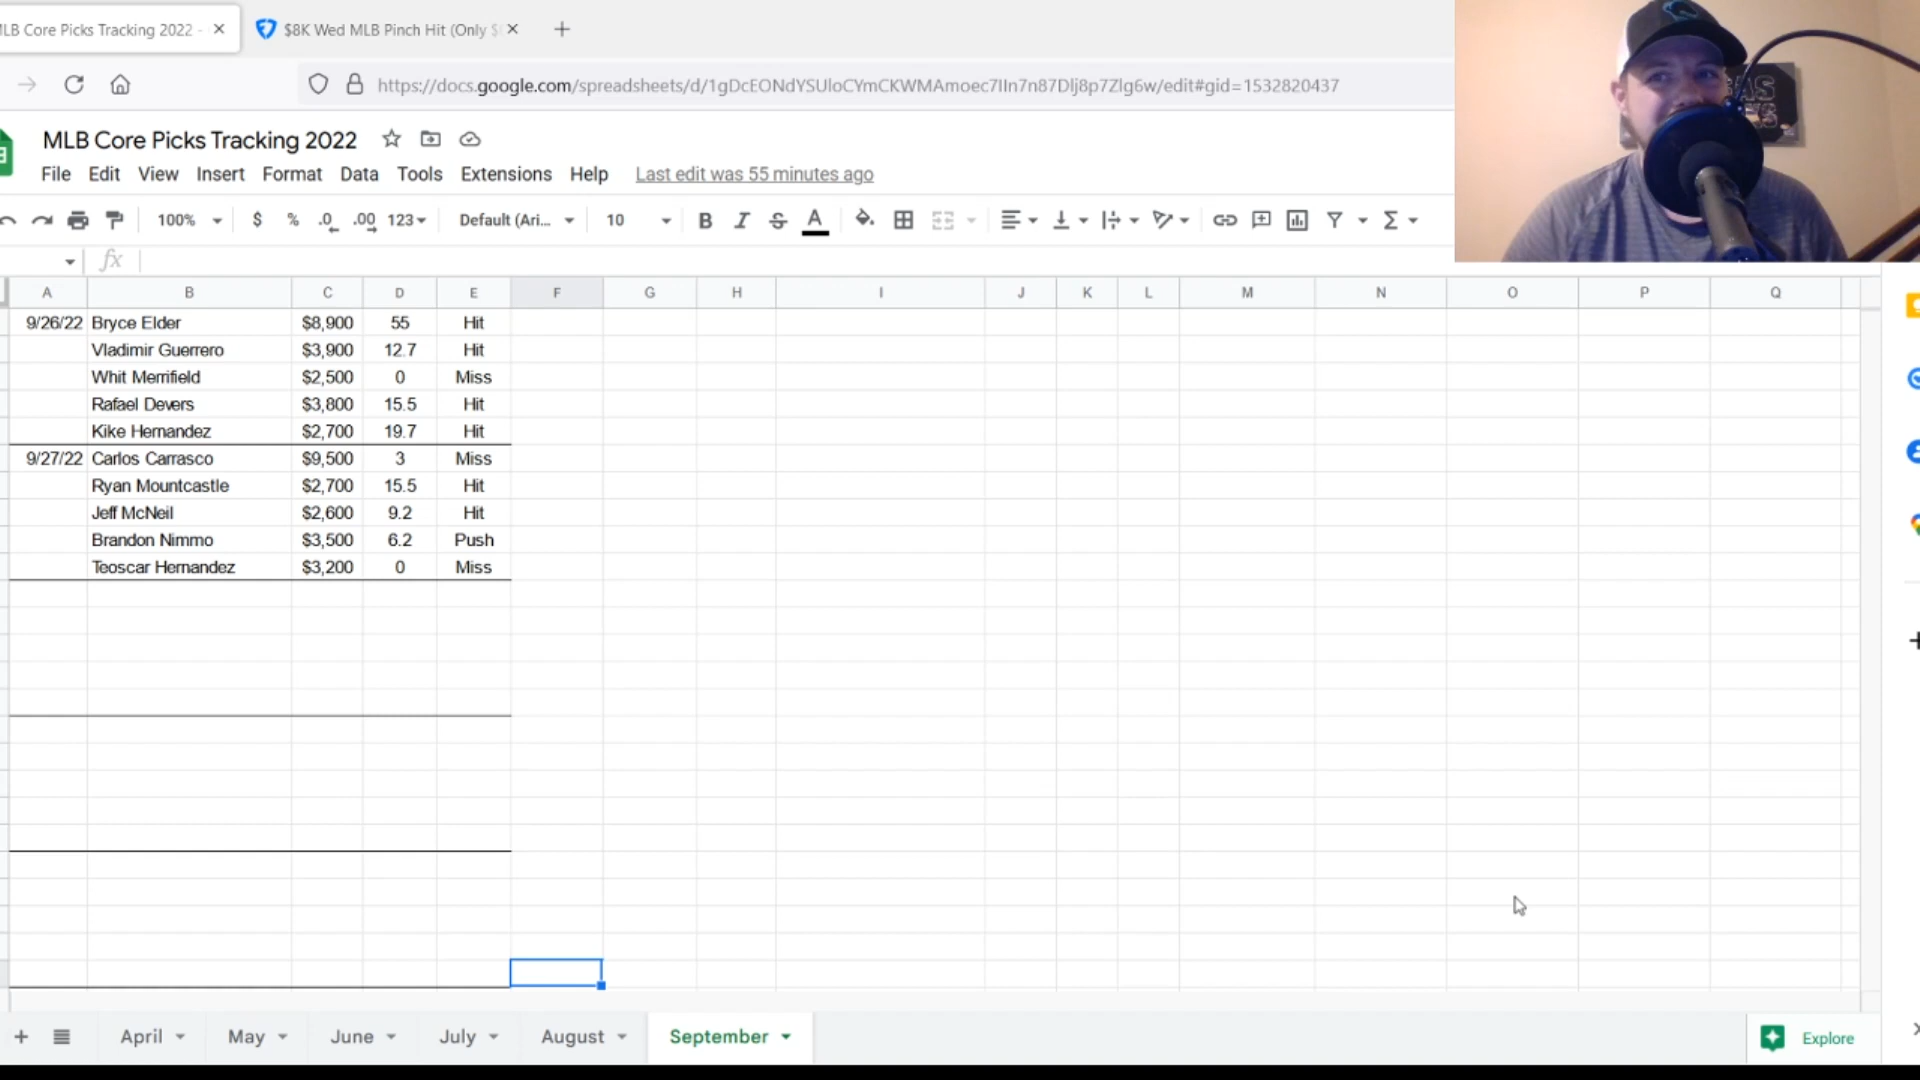 MLB Core Picks Tracking 2022 -
$8K Wed MLB Pinch Hit (Only $
https://docs.google.com/spreadsheets/d/1gDcEONdYSUloCYmCKWMAmoec7IIn7n87Dlj8p7Zlg6w/edit#gid=1532820437
MLB Core Picks Tracking 2022
File Edit View Insert Format Data Tools Extensions Help Last edit was 55 minutes ago
100% $ % .0 .00 123 Default (Ari... 10 B I S A
fx
A B C D E F G H I J K L M N O P Q
9/26/22 Bryce Elder $8,900 55 Hit
Vladimir Guerrero $3,900 12.7 Hit
Whit Merrifield $2,500 0 Miss
Rafael Devers $3,800 15.5 Hit
Kike Hernandez $2,700 19.7 Hit
9/27/22 Carlos Carrasco $9,500 3 Miss
Ryan Mountcastle $2,700 15.5 Hit
Jeff McNeil $2,600 9.2 Hit
Brandon Nimmo $3,500 6.2 Push
Teoscar Hernandez $3,200 0 Miss
April May June July August September
Explore